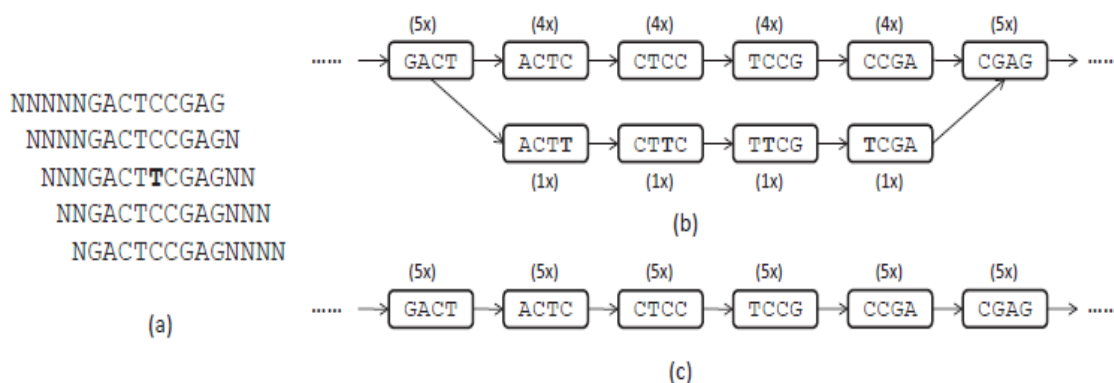 NNNNNGACTCCGAG
NNNNGACTCCGAGN
NNNGACTTCGAGNN
NNGACTCCGAGNNN
NGACTCCGAGNNNN
(a)
(5x) (4x) (4x) (4x) (4x) (5x)
...... GACT ACTC CTCC TCCG CCGA CGAG ......
ACTT CTTC TTCG TCGA
(1x) (1x) (1x) (1x)
(b)
(5x) (5x) (5x) (5x) (5x) (5x)
...... GACT ACTC CTCC TCCG CCGA CGAG ......
(c)